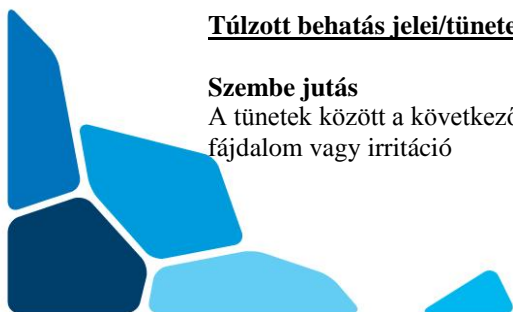 Túlzott behatás jelei/tünete
Szembe jutás
A tünetek között a következő
fájdalom vagy irritáció